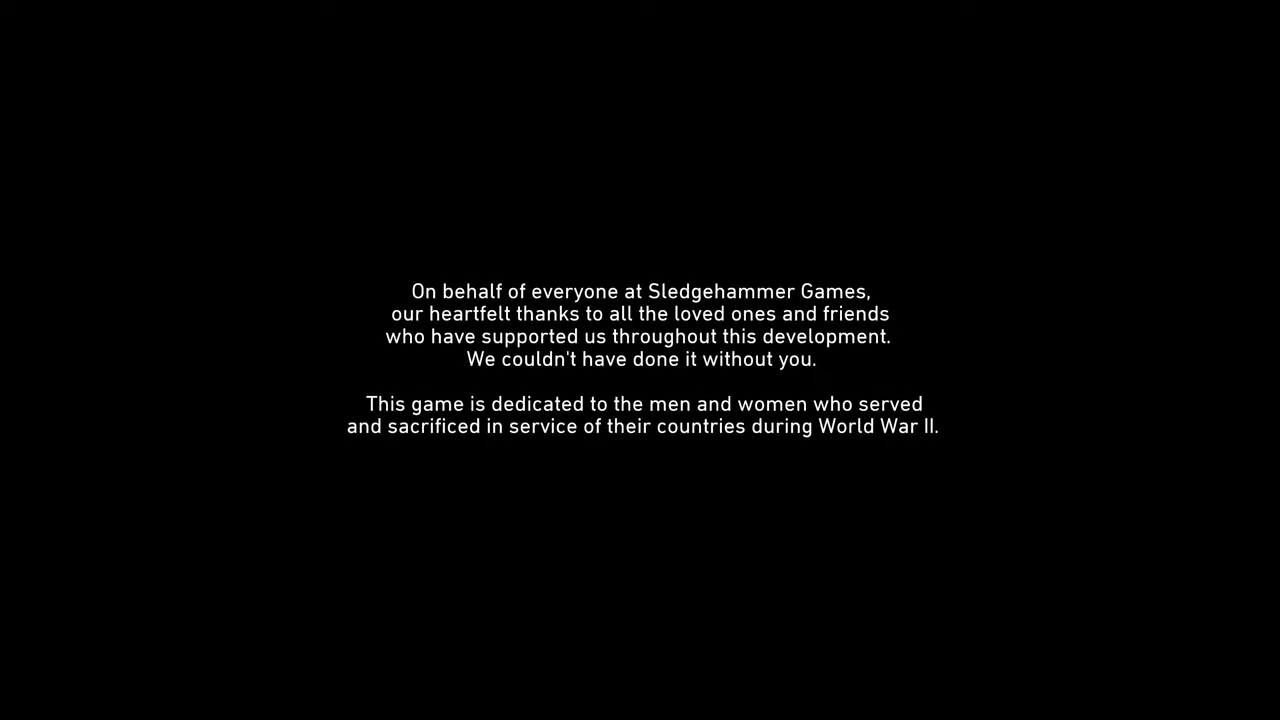 On behalf of everyone at Sledgehammer Games,
our heartfelt thanks to all the loved ones and friends
who have supported us throughout this development.
We couldn't have done it without you.
This game is dedicated to the men and women who served
and sacrificed in service of their countries during World War II.